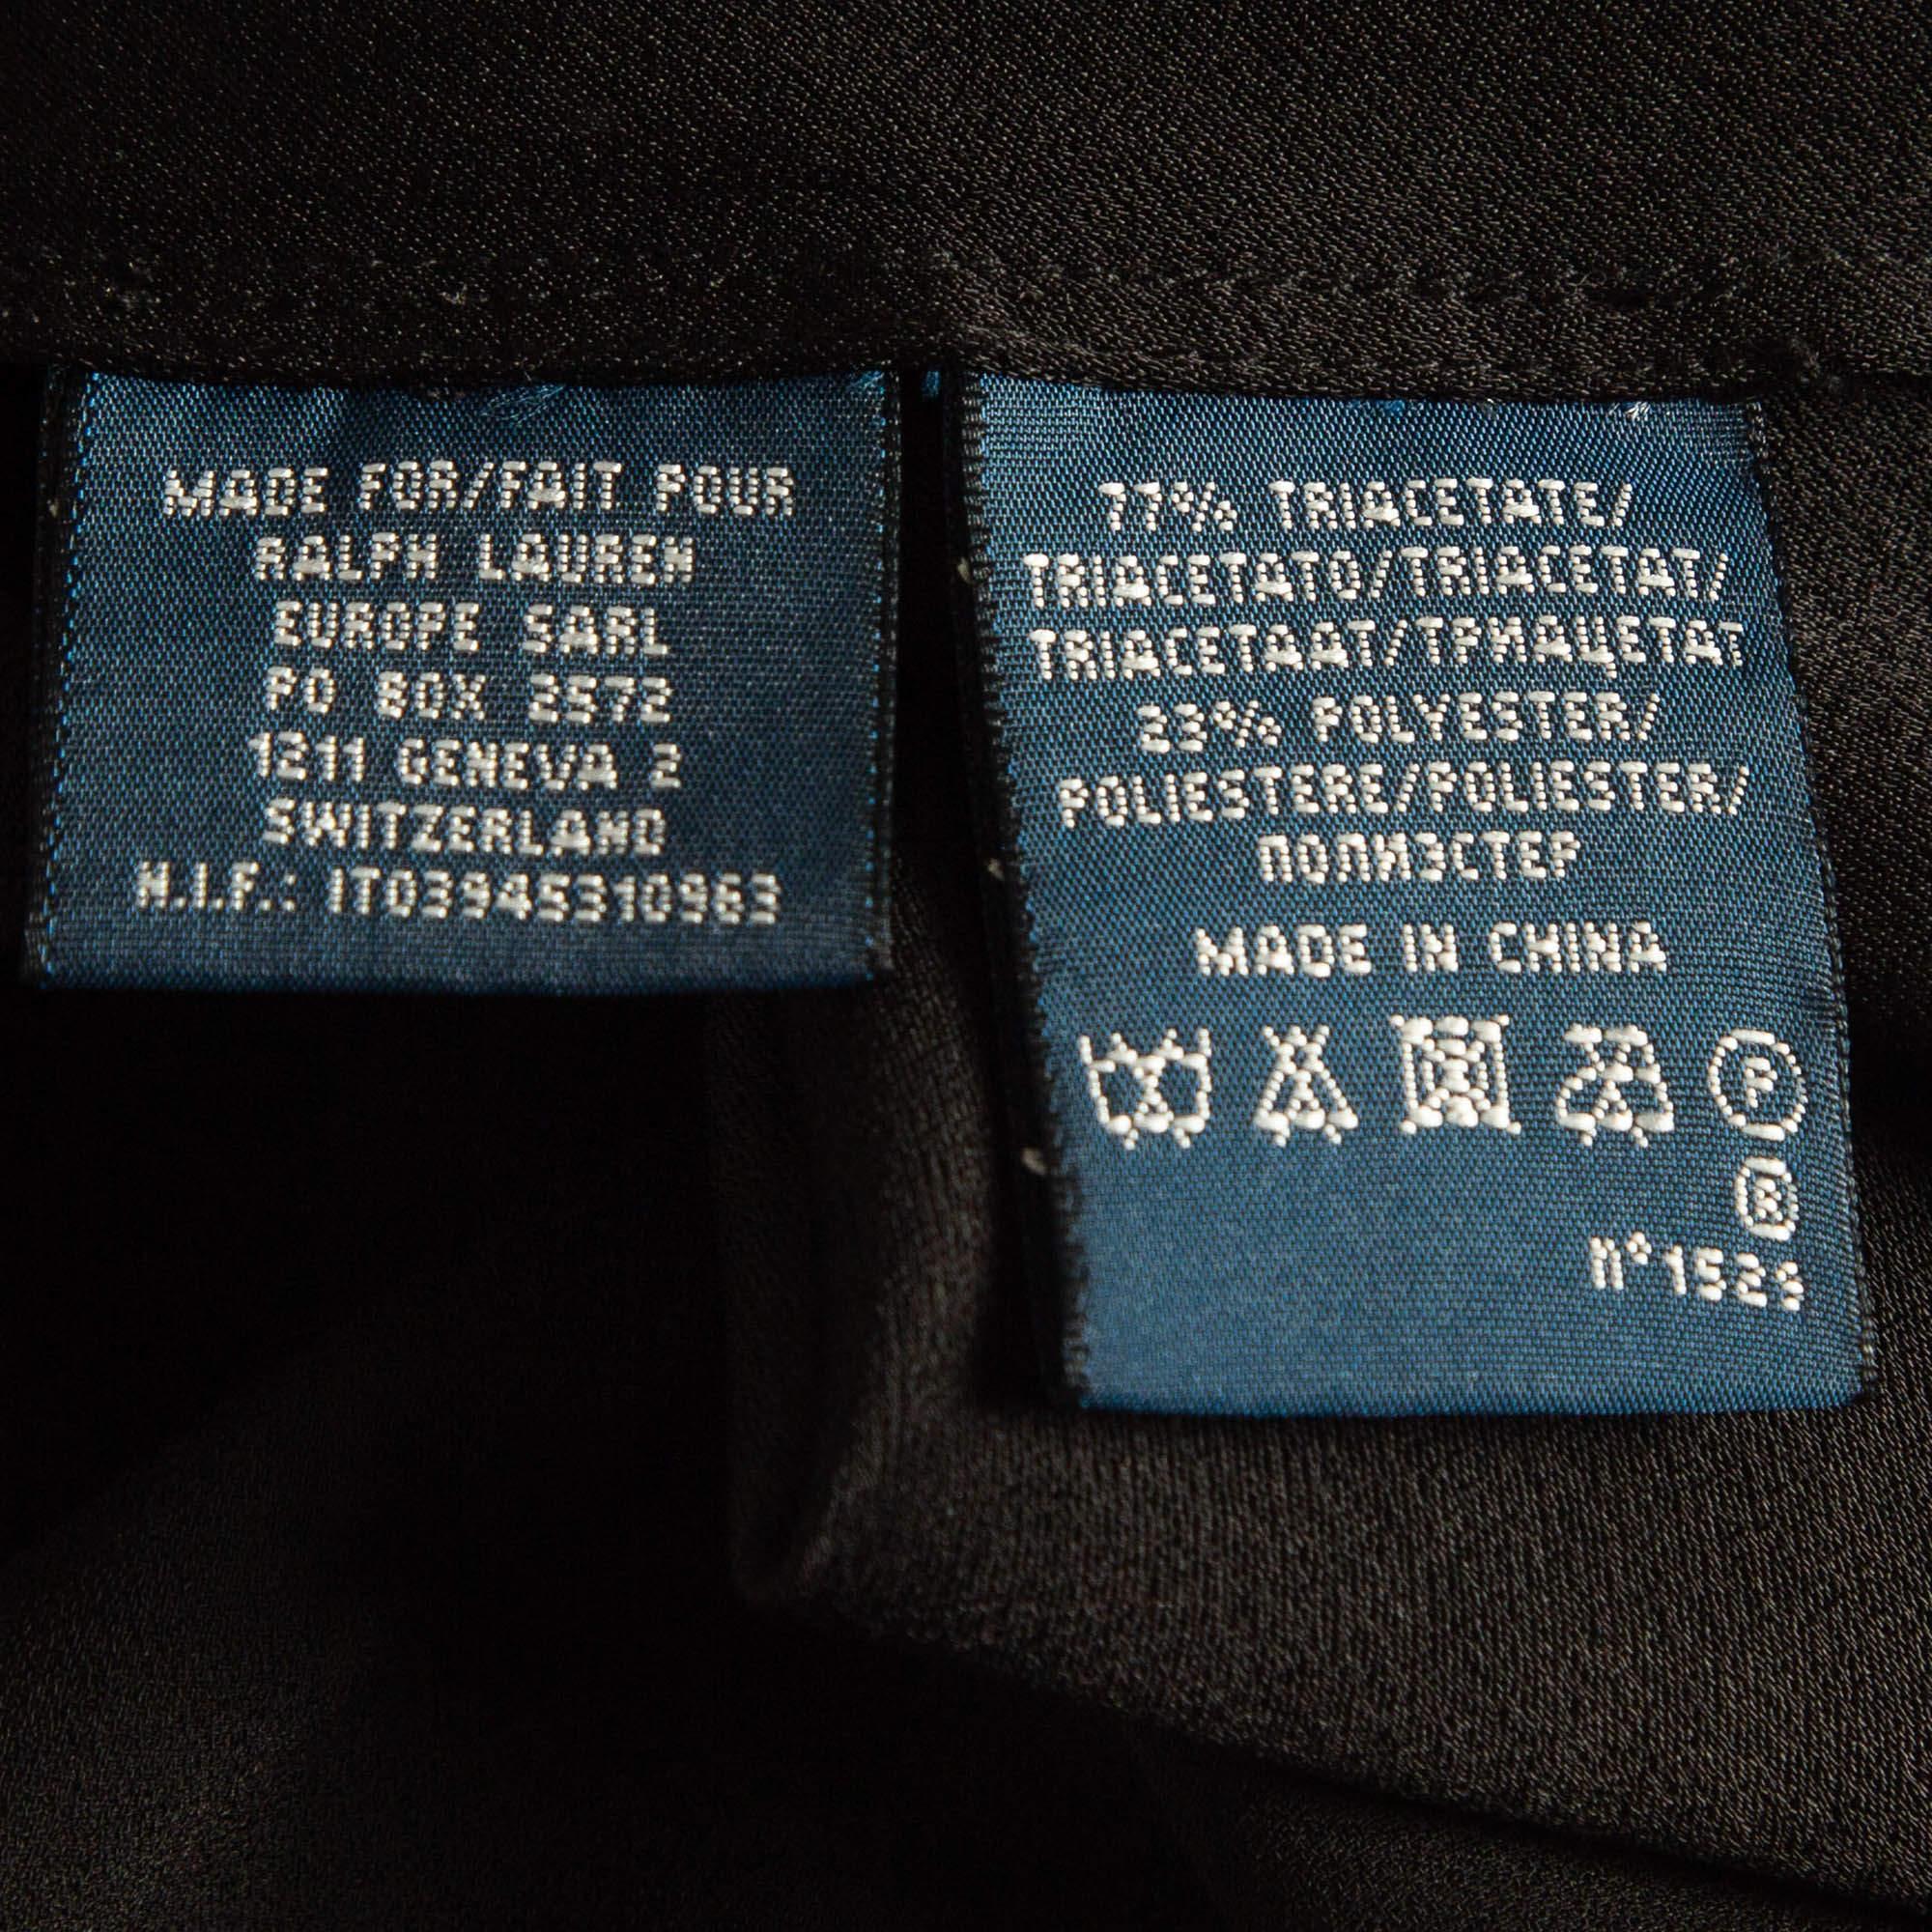 MADE FOR/FAIT POUR
RALPH LAUREN
EUROPE SARL
PO BOX 2572
1211 GENEVA 2
SWITZERLAND
N.I.F.: IT03945310963
77% TRIACETATE/
TRIACETATO/TRIACETAT/
TRIACETAAT/ТРИАЦЕТАТ
23% POLYESTER/
POLIESTERE/POLIESTER/
ПОЛИЭСТЕР
MADE IN CHINA
F
R